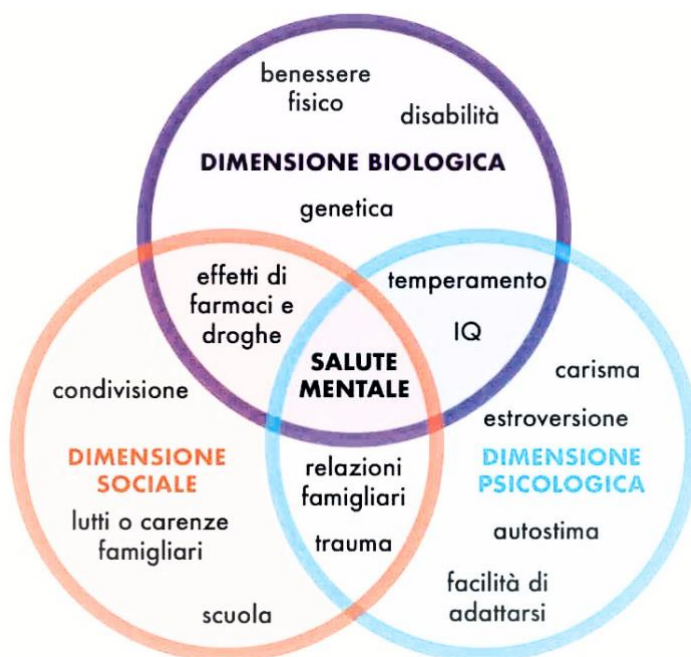 benessere
fisico
disabilità
DIMENSIONE BIOLOGICA
genetica
effetti di
farmaci e
droghe
temperamento
IQ
SALUTE
MENTALE
condivisione
carisma
estroversione
DIMENSIONE
SOCIALE
relazioni
famigliari
DIMENSIONE
PSICOLOGICA
lutti o carenze
famigliari
trauma
autostima
scuola
facilità di
adattarsi